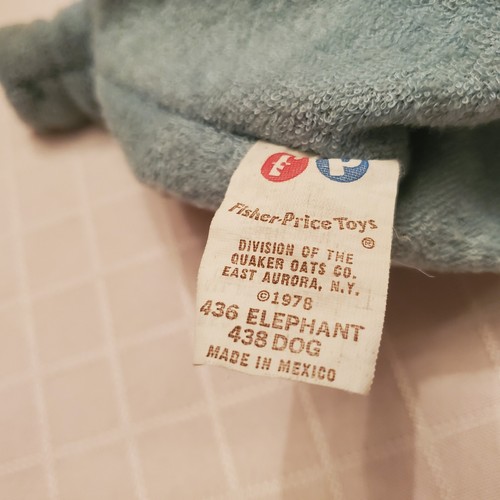 f P
Fisher-Price Toys
®
DIVISION OF THE
QUAKER OATS CO.
EAST AURORA, N.Y.
©1978
436 ELEPHANT
438 DOG
MADE IN MEXICO